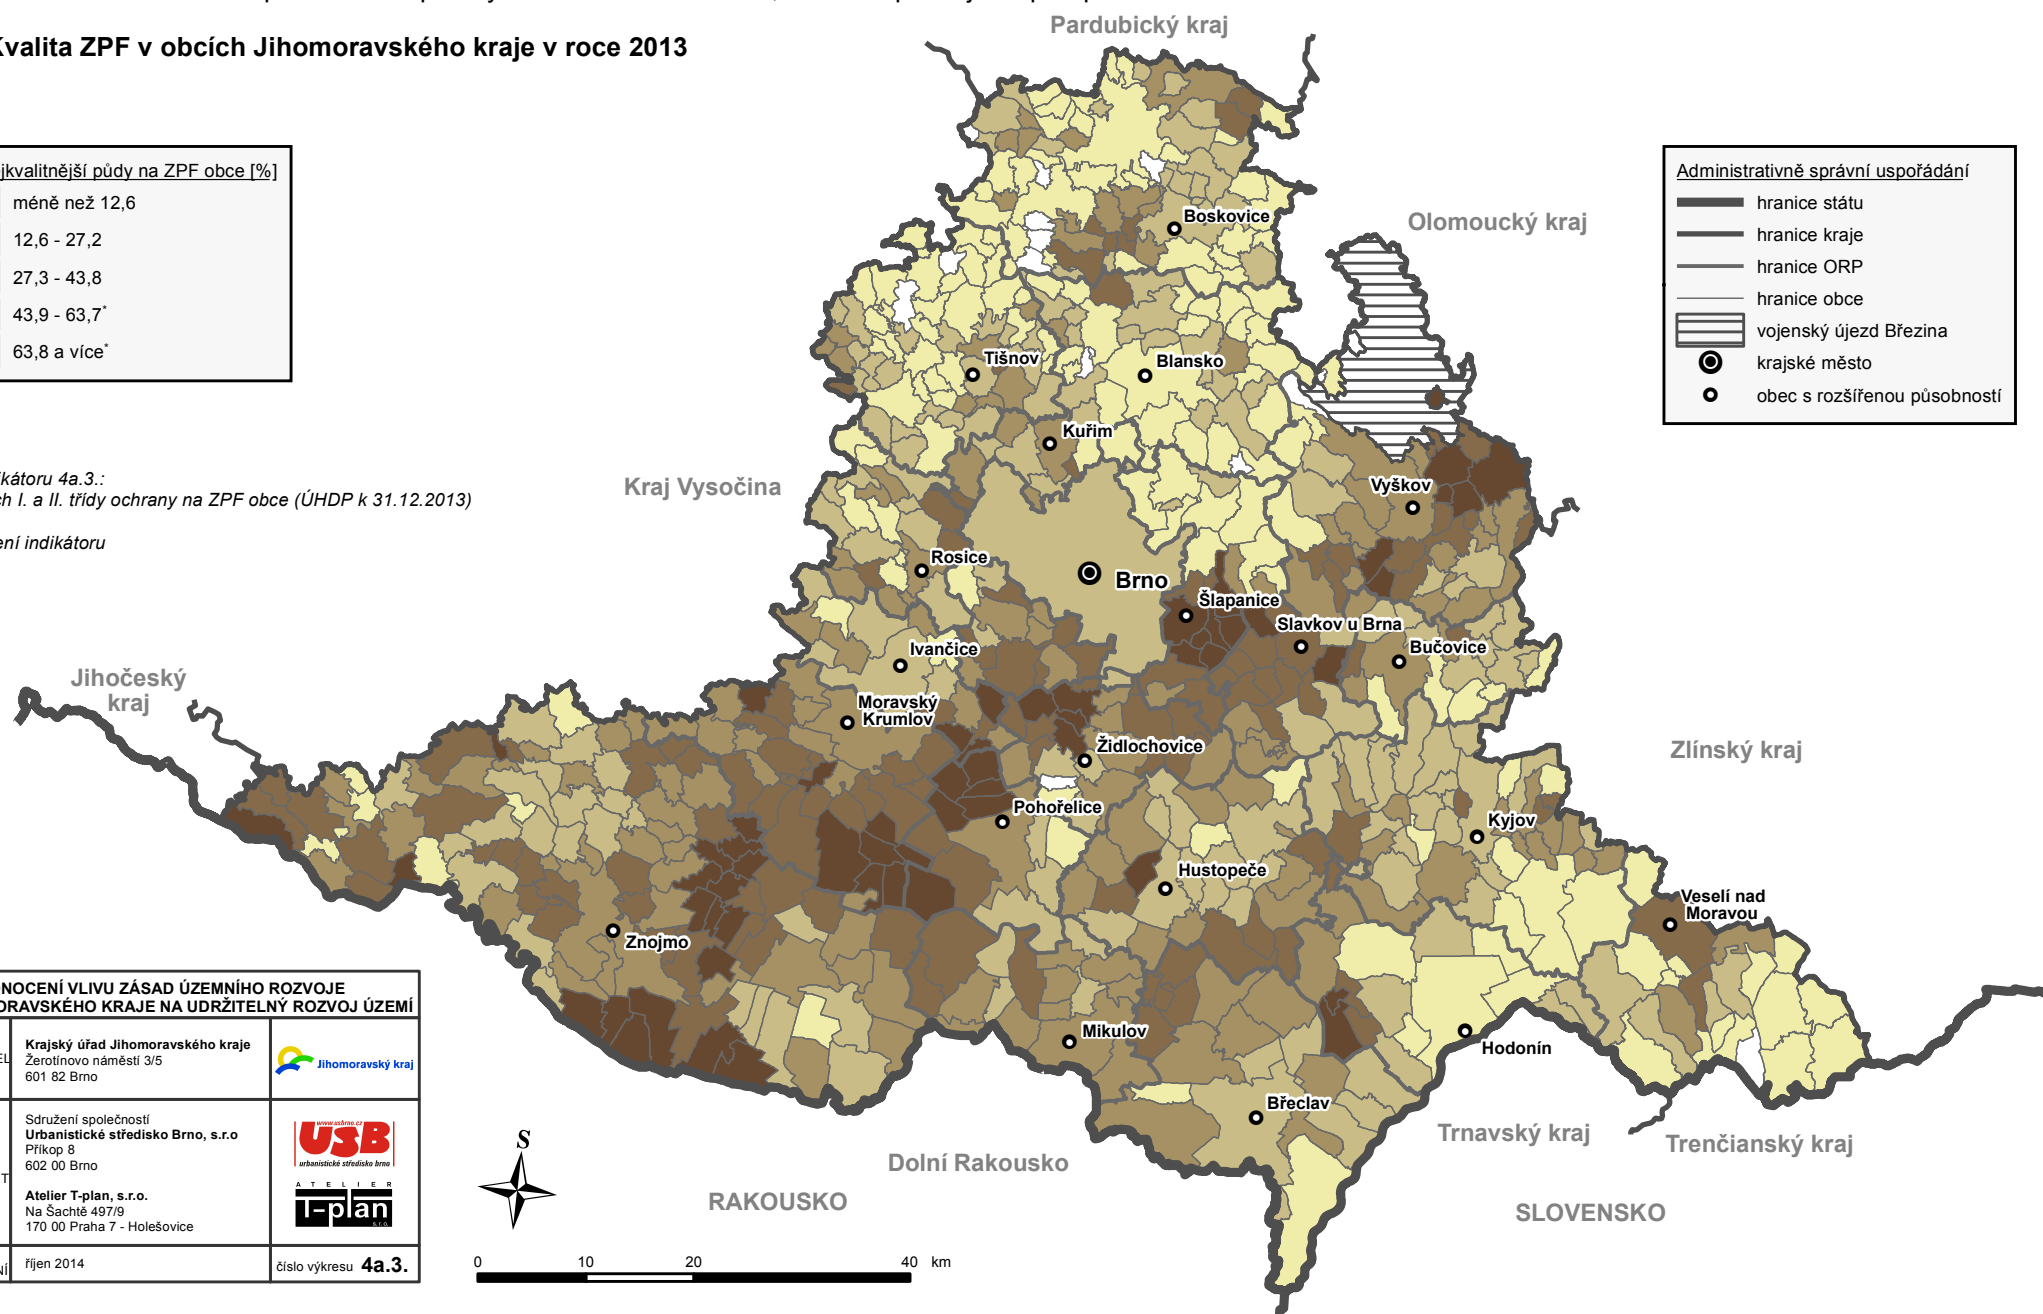 Kvalita ZPF v obcích Jihomoravského kraje v roce 2013
jkvalitnější půdy na ZPF obce [%]
méně než 12,6
12,6 - 27,2
27,3 - 43,8
43,9 - 63,7*
63,8 a více*
kátoru 4a.3.:
ch I. a II. třídy ochrany na ZPF obce (ÚHDP k 31.12.2013)
ení indikátoru
Administrativně správní uspořádání
hranice státu
hranice kraje
hranice ORP
hranice obce
vojenský újezd Březina
krajské město
obec s rozšířenou působností
Pardubický kraj
Olomoucký kraj
Kraj Vysočina
Jihočeský
kraj
Zlínský kraj
Trnavský kraj
Trenčianský kraj
Dolní Rakousko
RAKOUSKO
SLOVENSKO
Boskovice
Tišnov
Blansko
Kuřim
Vyškov
Rosice
Brno
Šlapanice
Slavkov u Brna
Bučovice
Ivančice
Moravský
Krumlov
Židlochovice
Pohořelice
Kyjov
Hustopeče
Veselí nad
Moravou
Znojmo
Mikulov
Hodonín
Břeclav
NOCENÍ VLIVU ZÁSAD ÚZEMNÍHO ROZVOJE
ORAVSKÉHO KRAJE NA UDRŽITELNÝ ROZVOJ ÚZEMÍ
EL
Krajský úřad Jihomoravského kraje
Žerotínovo náměstí 3/5
601 82 Brno
Jihomoravský kraj
T
Sdružení společností
Urbanistické středisko Brno, s.r.o
Příkop 8
602 00 Brno
Atelier T-plan, s.r.o.
Na Šachtě 497/9
170 00 Praha 7 - Holešovice
www.usbrno.cz
USB
urbanistické středisko brno
ATELIER
T-plan
s.r.o.
NÍ
říjen 2014
číslo výkresu 4a.3.
S
0 10 20 40 km